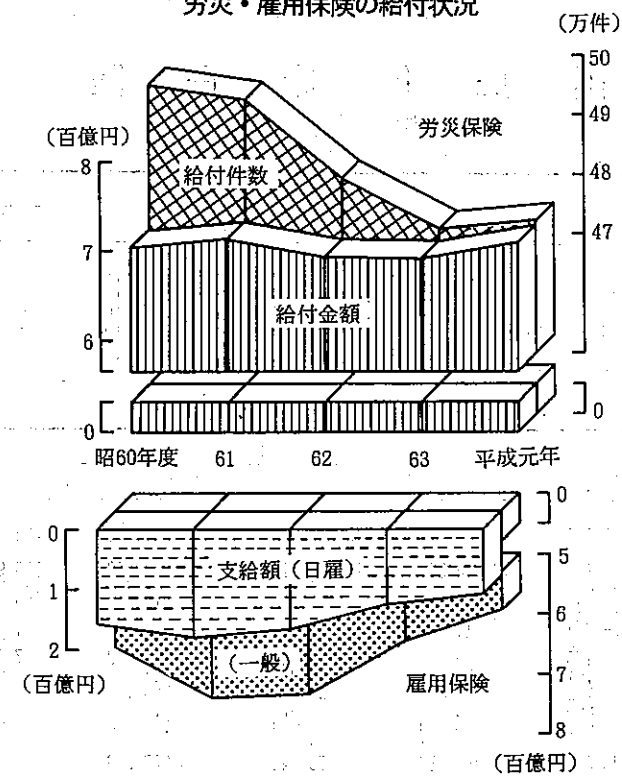 労災・雇用保険の給付状況
(万件)
50
49
48
47
0
労災保険
(百億円)
8
7
6
0
給付件数
給付金額
昭60年度 61 62 63 平成元年
0
1
2
(百億円)
支給額(日雇)
(一般)
雇用保険
0
5
6
7
8
(百億円)